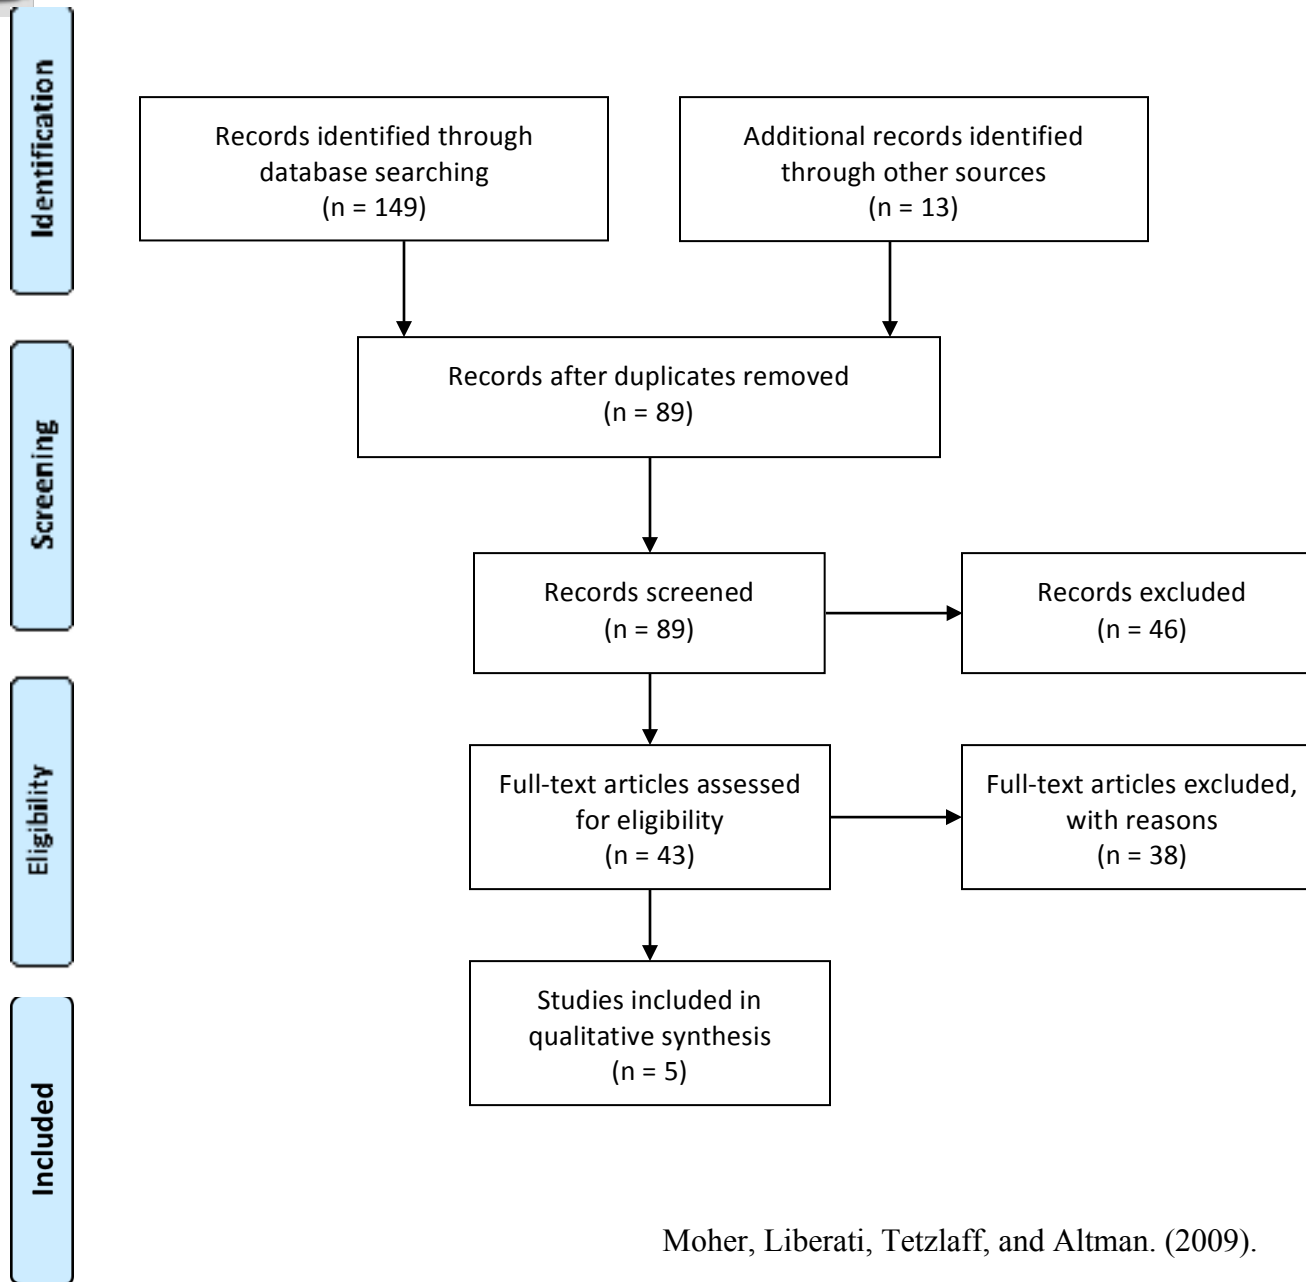 Identification
Records identified through
database searching
(n = 149)
Additional records identified
through other sources
(n = 13)
Records after duplicates removed
(n = 89)
Screening
Records screened
(n = 89)
Records excluded
(n = 46)
Eligibility
Full-text articles assessed
for eligibility
(n = 43)
Full-text articles excluded,
with reasons
(n = 38)
Studies included in
qualitative synthesis
(n = 5)
Included
Moher, Liberati, Tetzlaff, and Altman. (2009).